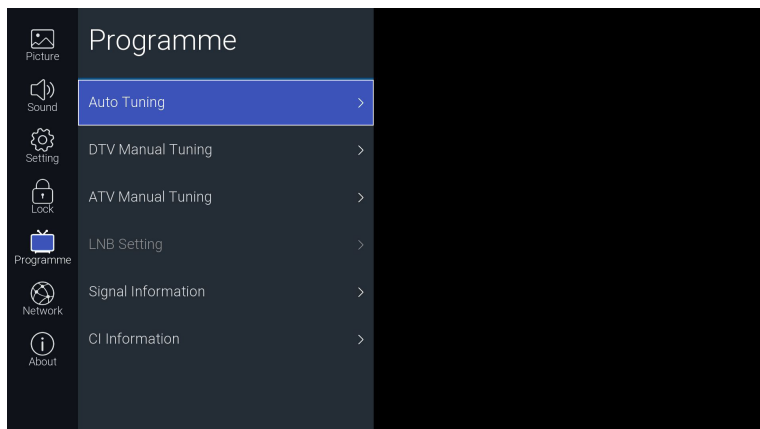 Picture
Sound
Setting
Lock
Programme
Network
About
Programme
Auto Tuning
DTV Manual Tuning
ATV Manual Tuning
LNB Setting
Signal Information
CI Information